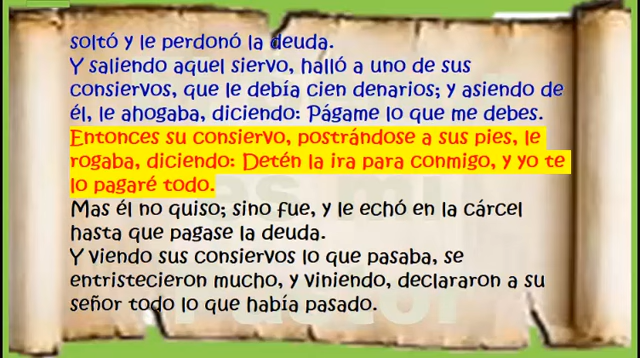 soltó y le perdonó la deuda.
Y saliendo aquel siervo, halló a uno de sus
consiervos, que le debía cien denarios; y asiendo de
él, le ahogaba, diciendo: Págame lo que me debes.
Entonces su consiervo, postrándose a sus pies, le
rogaba, diciendo: Detén la ira para conmigo, y yo te
lo pagaré todo.
Mas él no quiso; sino fue, y le echó en la cárcel
hasta que pagase la deuda.
Y viendo sus consiervos lo que pasaba, se
entristecieron mucho, y viniendo, declararon a su
señor todo lo que había pasado.